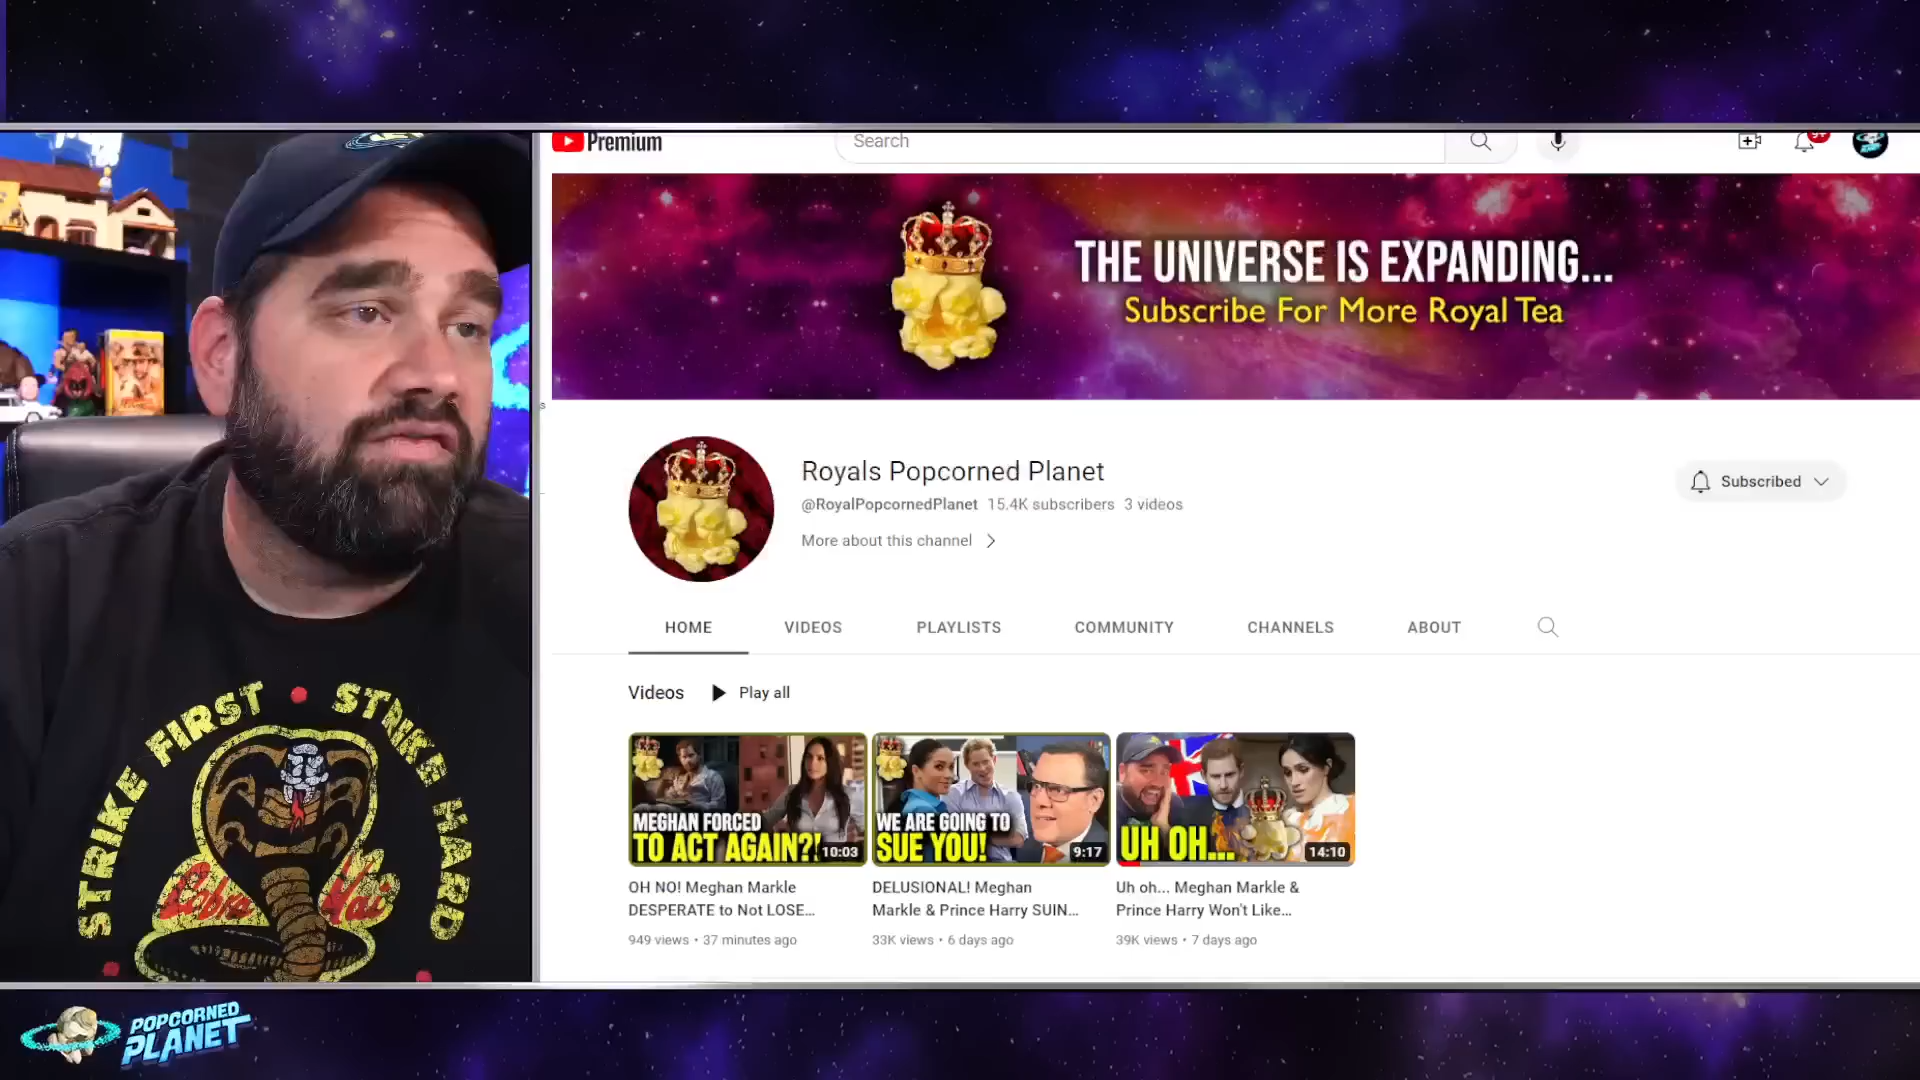 Premium
Search
9+
THE UNIVERSE IS EXPANDING...
Subscribe For More Royal Tea
Royals Popcorned Planet
@RoyalPopcornedPlanet 15.4K subscribers 3 videos
More about this channel
Subscribed
HOME VIDEOS PLAYLISTS COMMUNITY CHANNELS ABOUT
Videos Play all
MEGHAN FORCED
TO ACT AGAIN?!
10:03
WE ARE GOING TO
SUE YOU!
9:17
UH OH...
14:10
OH NO! Meghan Markle
DESPERATE to Not LOSE...
949 views • 37 minutes ago
DELUSIONAL! Meghan
Markle & Prince Harry SUIN...
33K views • 6 days ago
Uh oh... Meghan Markle &
Prince Harry Won't Like...
39K views • 7 days ago
STRIKE FIRST • STRIKE HARD
Cobra Kai
POPCORNED
PLANET